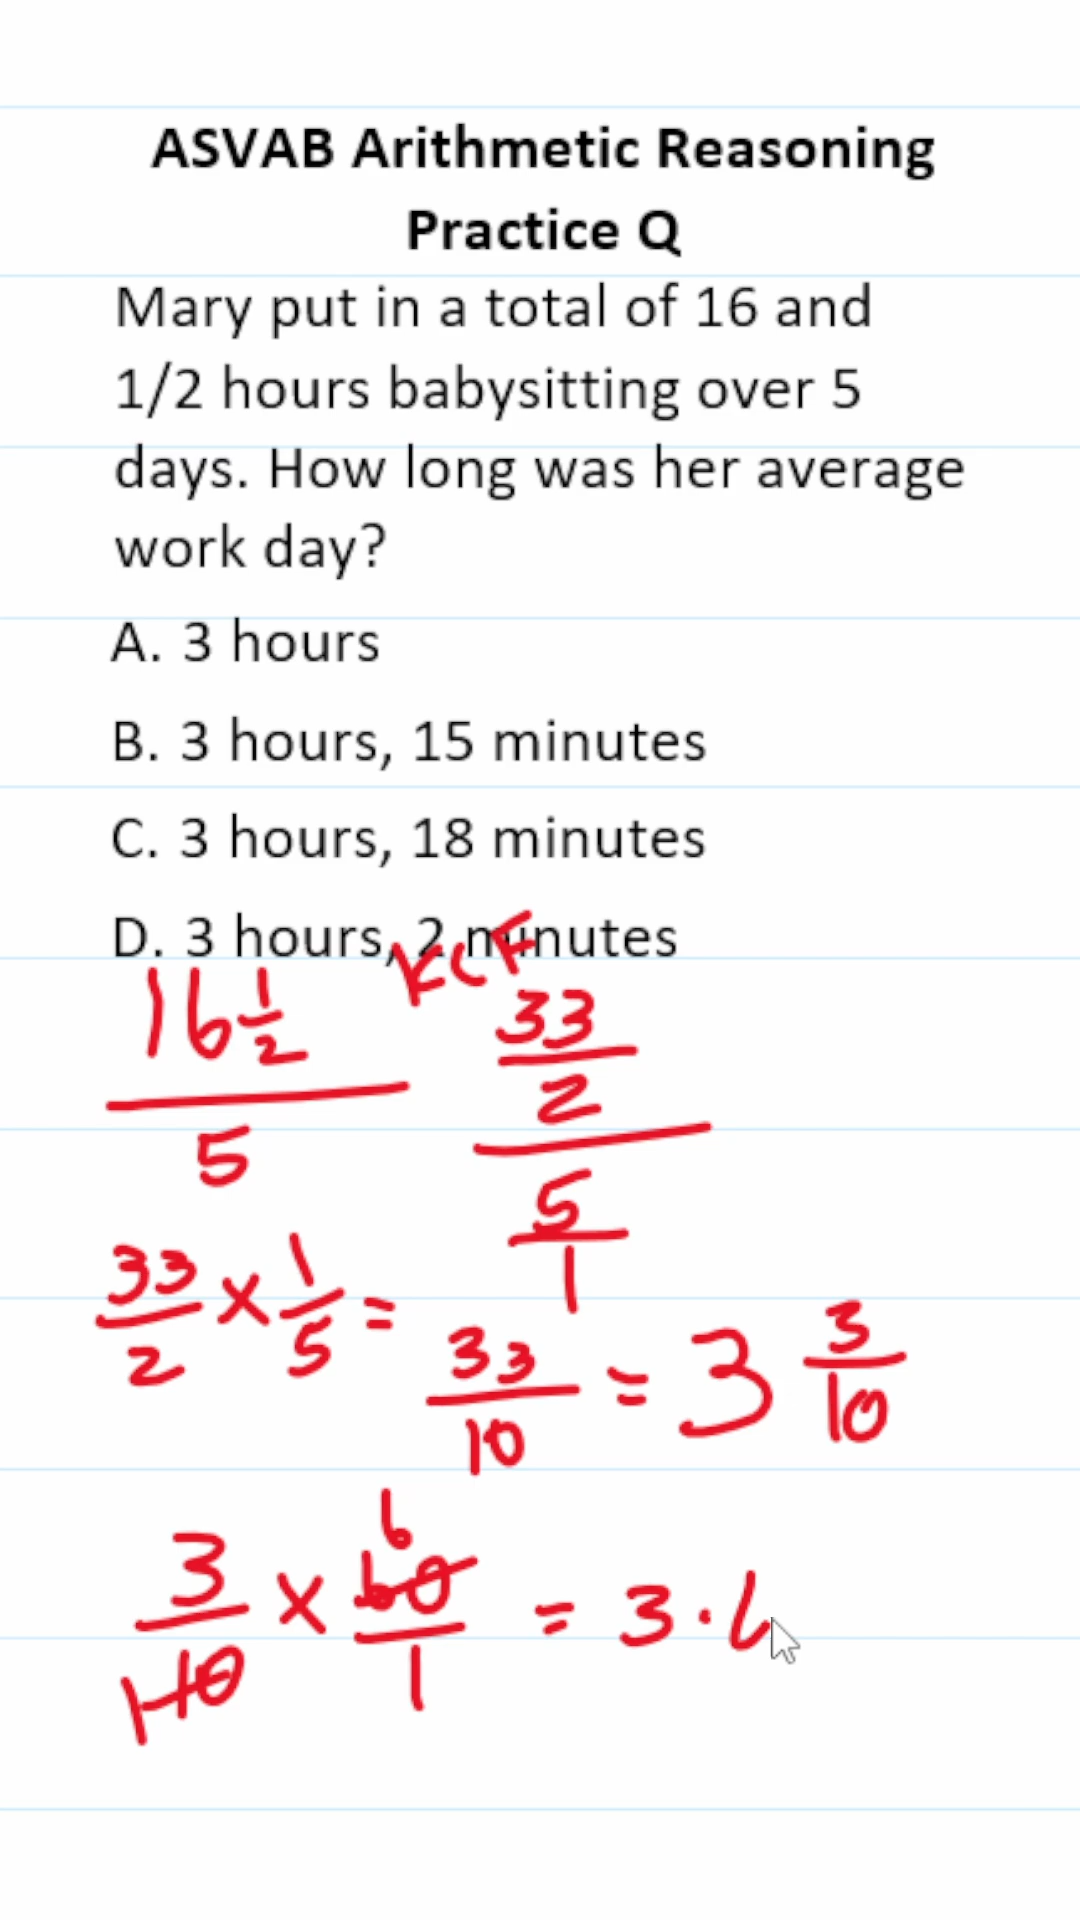 ASVAB Arithmetic Reasoning
Practice Q
Mary put in a total of 16 and
1/2 hours babysitting over 5
days. How long was her average
work day?
A. 3 hours
B. 3 hours, 15 minutes
C. 3 hours, 18 minutes
D. 3 hours, 2 minutes
KCF
16 1/2
5
33/2
5/1
33/2 × 1/5 = 33/10 = 3 3/10
6
3/10 × 60/1 = 3 · 6
1